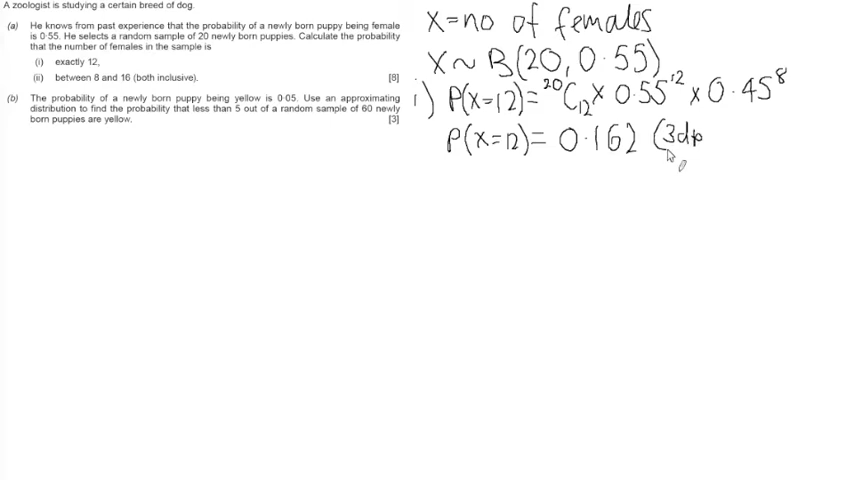 A zoologist is studying a certain breed of dog.
(a) He knows from past experience that the probability of a newly born puppy being female
is 0·55. He selects a random sample of 20 newly born puppies. Calculate the probability
that the number of females in the sample is
(i) exactly 12,
(ii) between 8 and 16 (both inclusive). [8]
(b) The probability of a newly born puppy being yellow is 0·05. Use an approximating
distribution to find the probability that less than 5 out of a random sample of 60 newly
born puppies are yellow. [3]
X = no of females
X ~ B(20, 0·55)
i) P(X=12) = ²⁰C₁₂ × 0·55¹² × 0·45⁸
P(X=12) = 0·162 (3dp